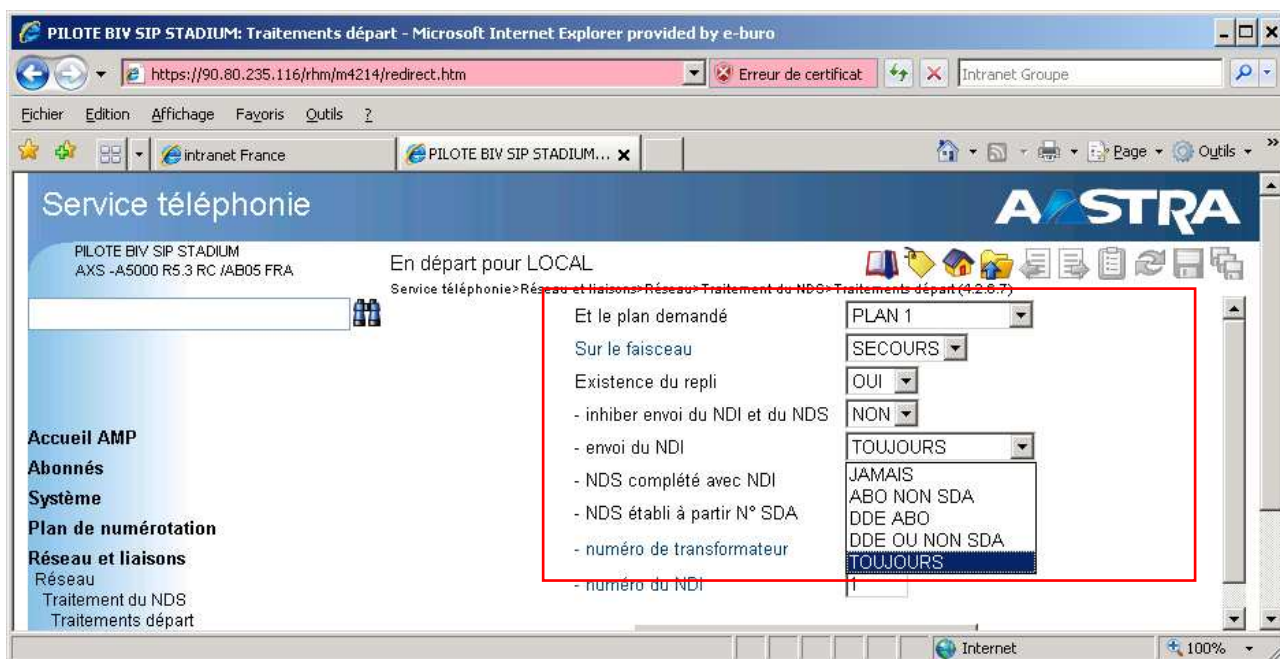 PILOTE BIV SIP STADIUM: Traitements départ - Microsoft Internet Explorer provided by e-buro
https://90.80.235.116/rhm/m4214/redirect.htm
Erreur de certificat
Intranet Groupe
Fichier Edition Affichage Favoris Outils ?
intranet France
PILOTE BIV SIP STADIUM...
Page
Outils
»
Service téléphonie
AASTRA
PILOTE BIV SIP STADIUM
AXS -A5000 R5.3 RC /AB05 FRA
En départ pour LOCAL
Service téléphonie>Réseau et liaisons>Réseau>Traitement du NDS>Traitements départ (4.2.8.7)
Et le plan demandé PLAN 1
Sur le faisceau SECOURS
Existence du repli OUI
- inhiber envoi du NDI et du NDS NON
- envoi du NDI TOUJOURS
- NDS complété avec NDI
- NDS établi à partir N° SDA
- numéro de transformateur
- numéro du NDI 1
JAMAIS
ABO NON SDA
DDE ABO
DDE OU NON SDA
TOUJOURS
Accueil AMP
Abonnés
Système
Plan de numérotation
Réseau et liaisons
Réseau
Traitement du NDS
Traitements départ
Internet
100%